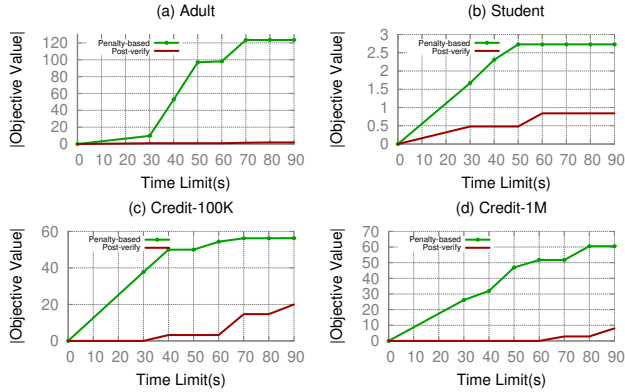 (a) Adult
|Objective Value|
120
100
80
60
40
20
0
Penalty-based
Post-verify
0 10 20 30 40 50 60 70 80 90
Time Limit(s)
(b) Student
|Objective Value|
3
2.5
2
1.5
1
0.5
0
Penalty-based
Post-verify
0 10 20 30 40 50 60 70 80 90
Time Limit(s)
(c) Credit-100K
|Objective Value|
60
40
20
0
Penalty-based
Post-verify
0 10 20 30 40 50 60 70 80 90
Time Limit(s)
(d) Credit-1M
|Objective Value|
70
60
50
40
30
20
10
0
Penalty-based
Post-verify
0 10 20 30 40 50 60 70 80 90
Time Limit(s)